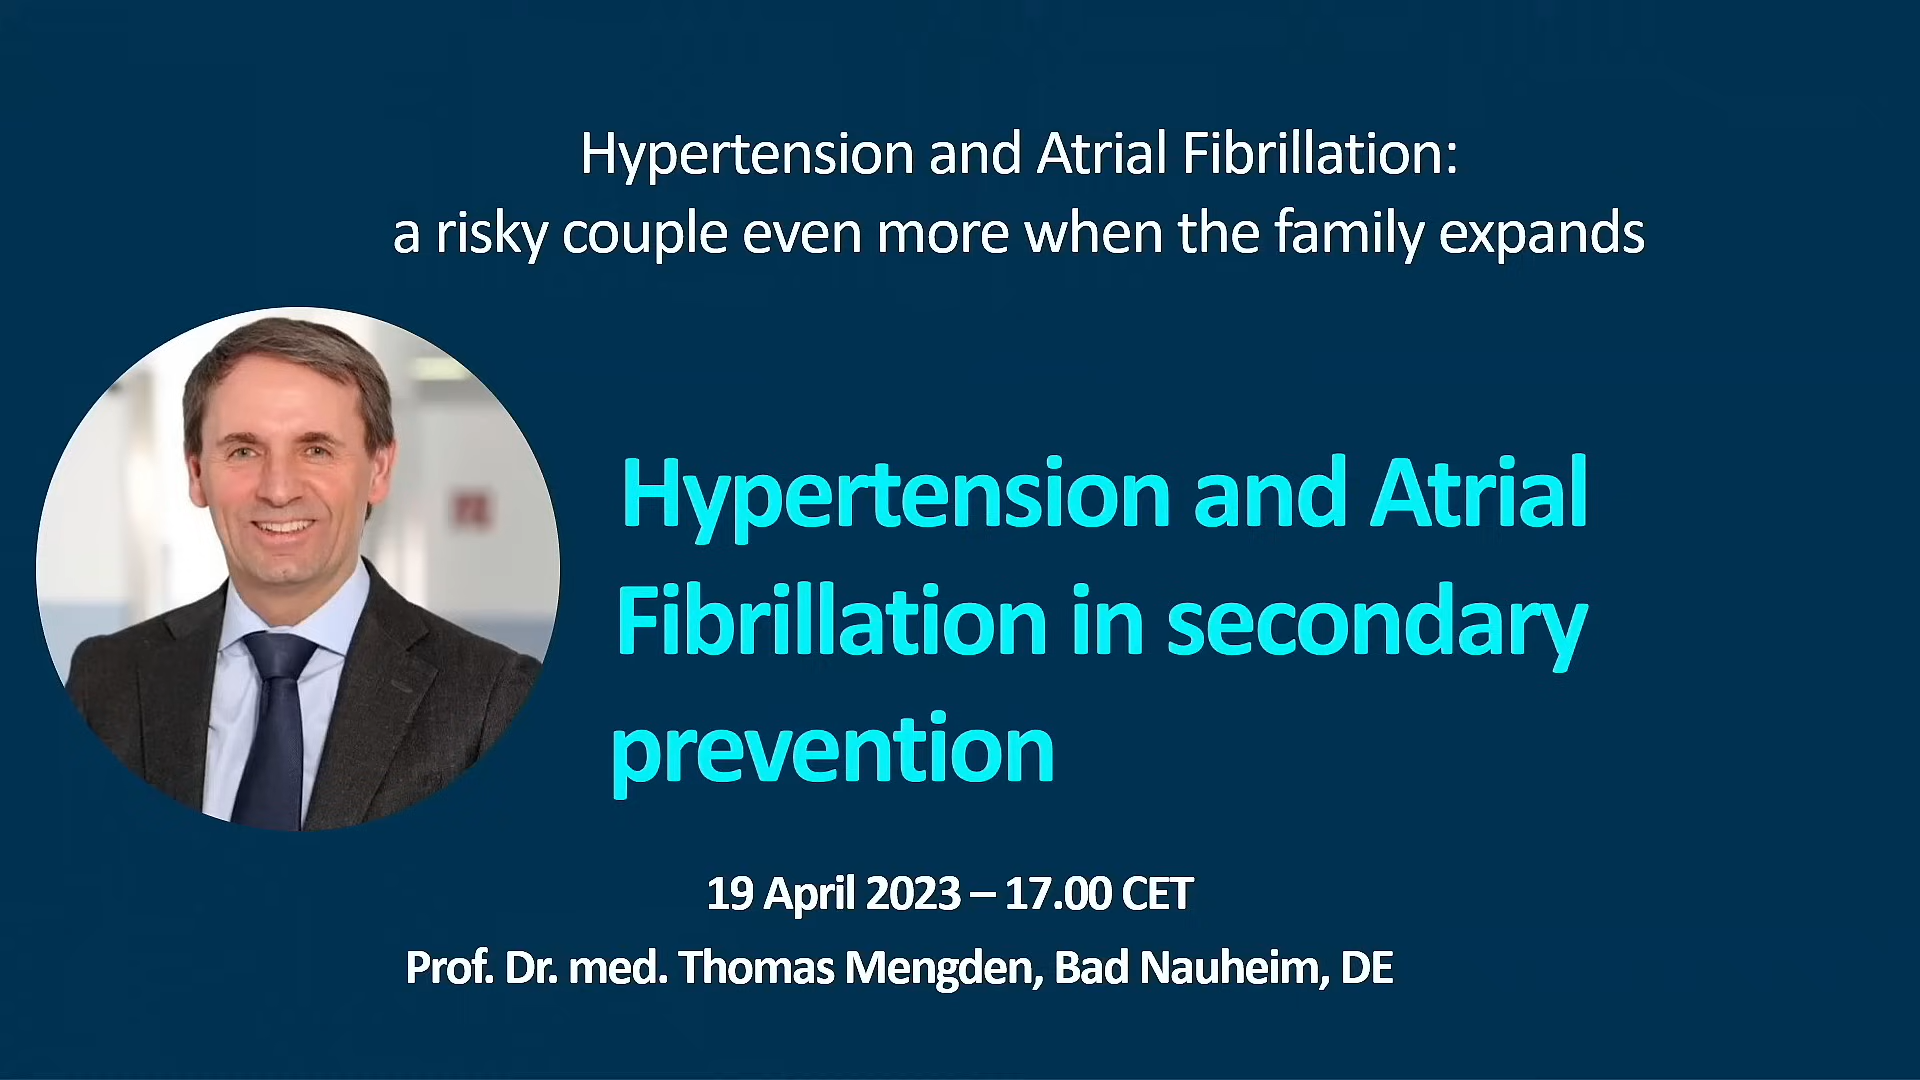 Hypertension and Atrial Fibrillation:
a risky couple even more when the family expands
Hypertension and Atrial
Fibrillation in secondary
prevention
19 April 2023 – 17.00 CET
Prof. Dr. med. Thomas Mengden, Bad Nauheim, DE